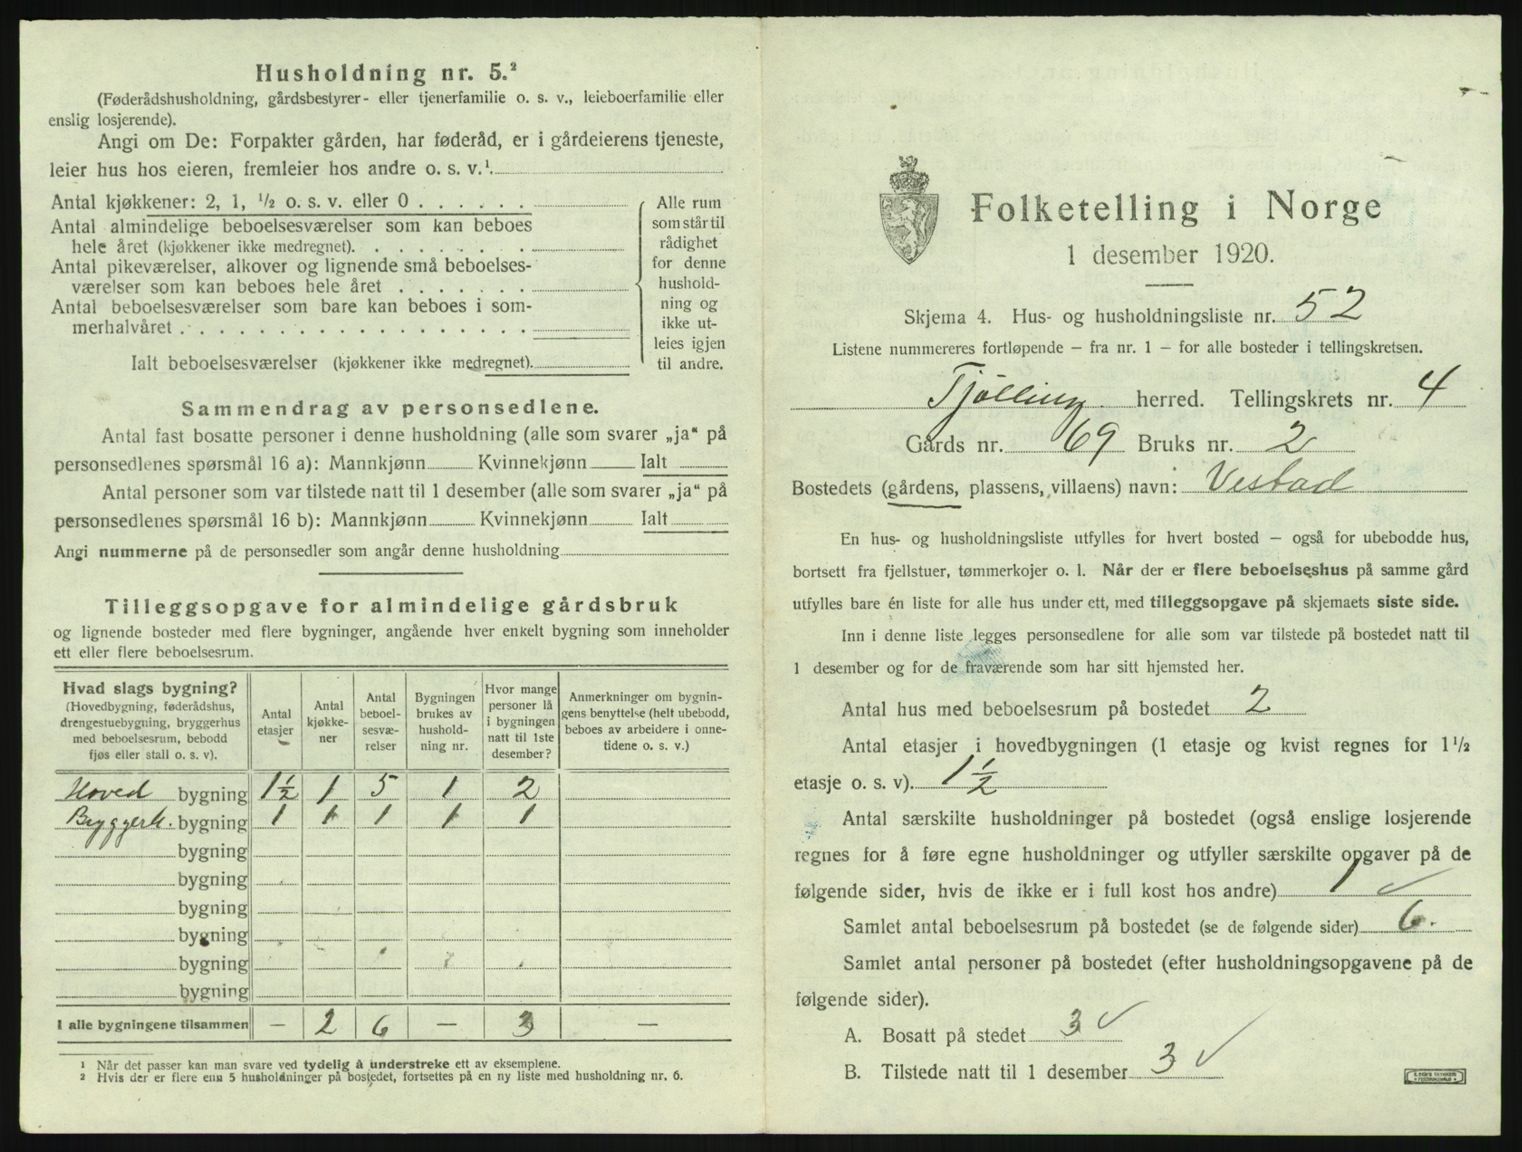 Husholdning nr. 5.²
(Føderådshusholdning, gårdsbestyrer- eller tjenerfamilie o. s. v., leieboerfamilie eller
enslig losjerende).
Angi om De: Forpakter gården, har føderåd, er i gårdeierens tjeneste,
leier hus hos eieren, fremleier hos andre o. s. v.¹
Antal kjøkkener: 2, 1, ½ o. s. v. eller 0
Antal almindelige beboelsesværelser som kan beboes
hele året (kjøkkener ikke medregnet).
Antal pikeværelser, alkover og lignende små beboelses-
værelser som kan beboes hele året
Antal beboelsesværelser som bare kan beboes i som-
merhalvåret
Ialt beboelsesværelser (kjøkkener ikke medregnet).
Alle rum
som står til
rådighet
for denne
hushold-
ning og
ikke ut-
leies igjen
til andre.
Sammendrag av personsedlene.
Antal fast bosatte personer i denne husholdning (alle som svarer „ja“ på
personsedlenes spørsmål 16 a): Mannkjønn Kvinnekjønn Ialt
Antal personer som var tilstede natt til 1 desember (alle som svarer „ja“ på
personsedlenes spørsmål 16 b): Mannkjønn Kvinnekjønn Ialt
Angi nummerne på de personsedler som angår denne husholdning
Tilleggsopgave for almindelige gårdsbruk
og lignende bosteder med flere bygninger, angående hver enkelt bygning som inneholder
ett eller flere beboelsesrum.
Hvad slags bygning?
(Hovedbygning, føderådshus,
drengestuebygning, bryggerhus
med beboelsesrum, bebodd
fjøs eller stall o. s. v).
Antal
etasjer
Antal
kjøkke-
ner
Antal
beboel-
sesvæ-
relser
Bygningen
brukes av
hushold-
ning nr.
Hvor mange
personer lå
i bygningen
natt til 1ste
desember?
Anmerkninger om bygnin-
gens benyttelse (helt ubebodd,
beboes av arbeidere i onne-
tidene o. s. v.)
Hoved bygning 1½ 1 5 1 2
Bryggerh. bygning 1 1 1 1 1
bygning
bygning
bygning
bygning
bygning
bygning
I alle bygningene tilsammen — 2 6 — 3 —
¹ Når det passer kan man svare ved tydelig å understreke ett av eksemplene.
² Hvis der er flere enn 5 husholdninger på bostedet, fortsettes på en ny liste med husholdning nr. 6.
Folketelling i Norge
1 desember 1920.
Skjema 4. Hus- og husholdningsliste nr. 52
Listene nummereres fortløpende – fra nr. 1 – for alle bosteder i tellingskretsen.
Tjølling herred. Tellingskrets nr. 4
Gårds nr. 69 Bruks nr. 2
Bostedets (gårdens, plassens, villaens) navn: Vestad
En hus- og husholdningsliste utfylles for hvert bosted – også for ubebodde hus,
bortsett fra fjellstuer, tømmerkojer o. l. Når der er flere beboelseshus på samme gård
utfylles bare én liste for alle hus under ett, med tilleggsopgave på skjemaets siste side.
Inn i denne liste legges personsedlene for alle som var tilstede på bostedet natt til
1 desember og for de fraværende som har sitt hjemsted her.
Antal hus med beboelsesrum på bostedet 2
Antal etasjer i hovedbygningen (1 etasje og kvist regnes for 1½
etasje o. s. v). 1½
Antal særskilte husholdninger på bostedet (også enslige losjerende
regnes for å føre egne husholdninger og utfyller særskilte opgaver på de
følgende sider, hvis de ikke er i full kost hos andre) 1 ✓
Samlet antal beboelsesrum på bostedet (se de følgende sider) 6.
Samlet antal personer på bostedet (efter husholdningsopgavene på de
følgende sider).
A. Bosatt på stedet 3 ✓
B. Tilstede natt til 1 desember 3 ✓